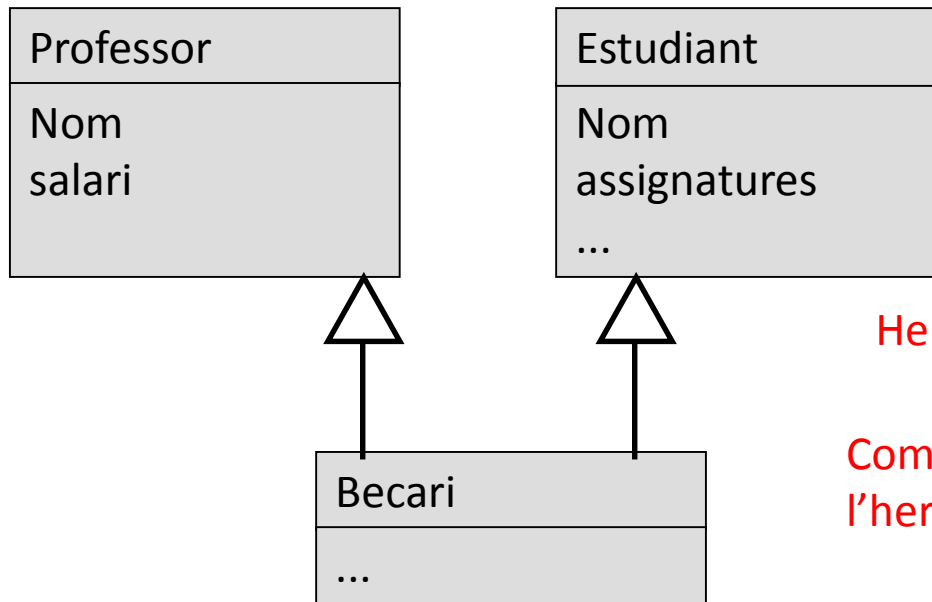 Professor
Nom
salari
Estudiant
Nom
assignatures
...
He
Com
l'her
Becari
...